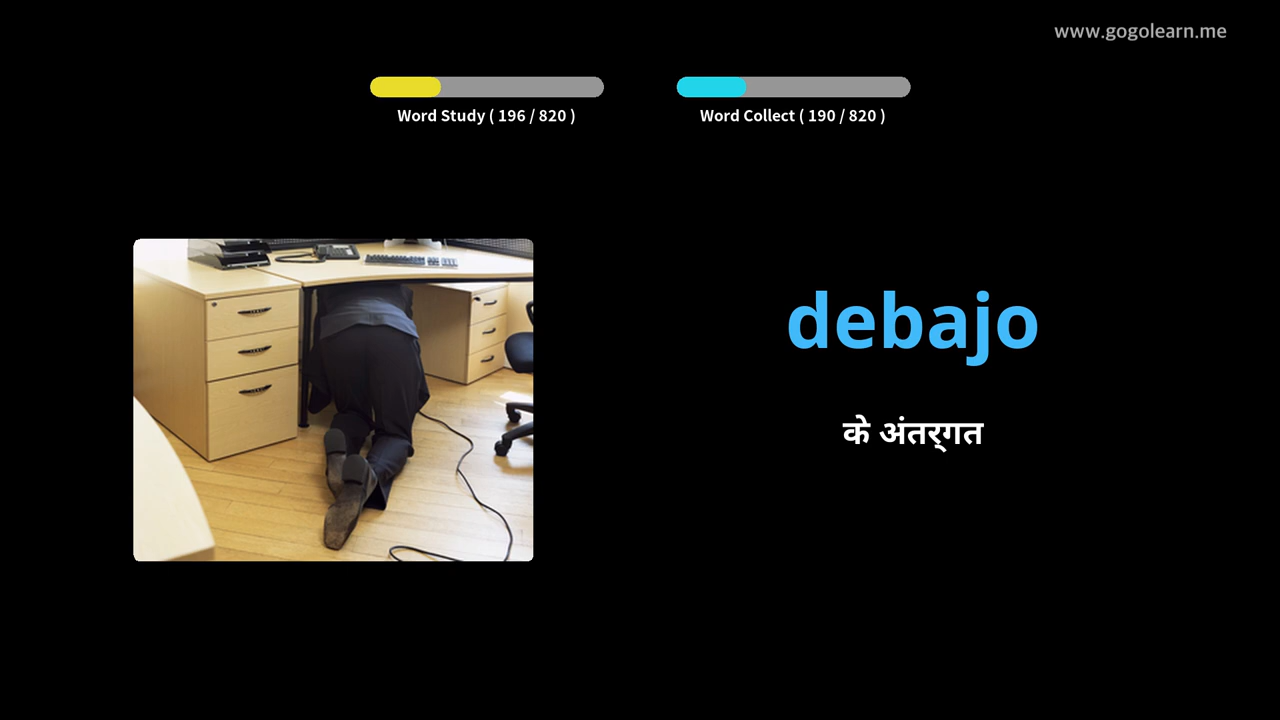 www.gogolearn.me
Word Study ( 196 / 820 )
Word Collect ( 190 / 820 )
debajo
के अंतर्गत